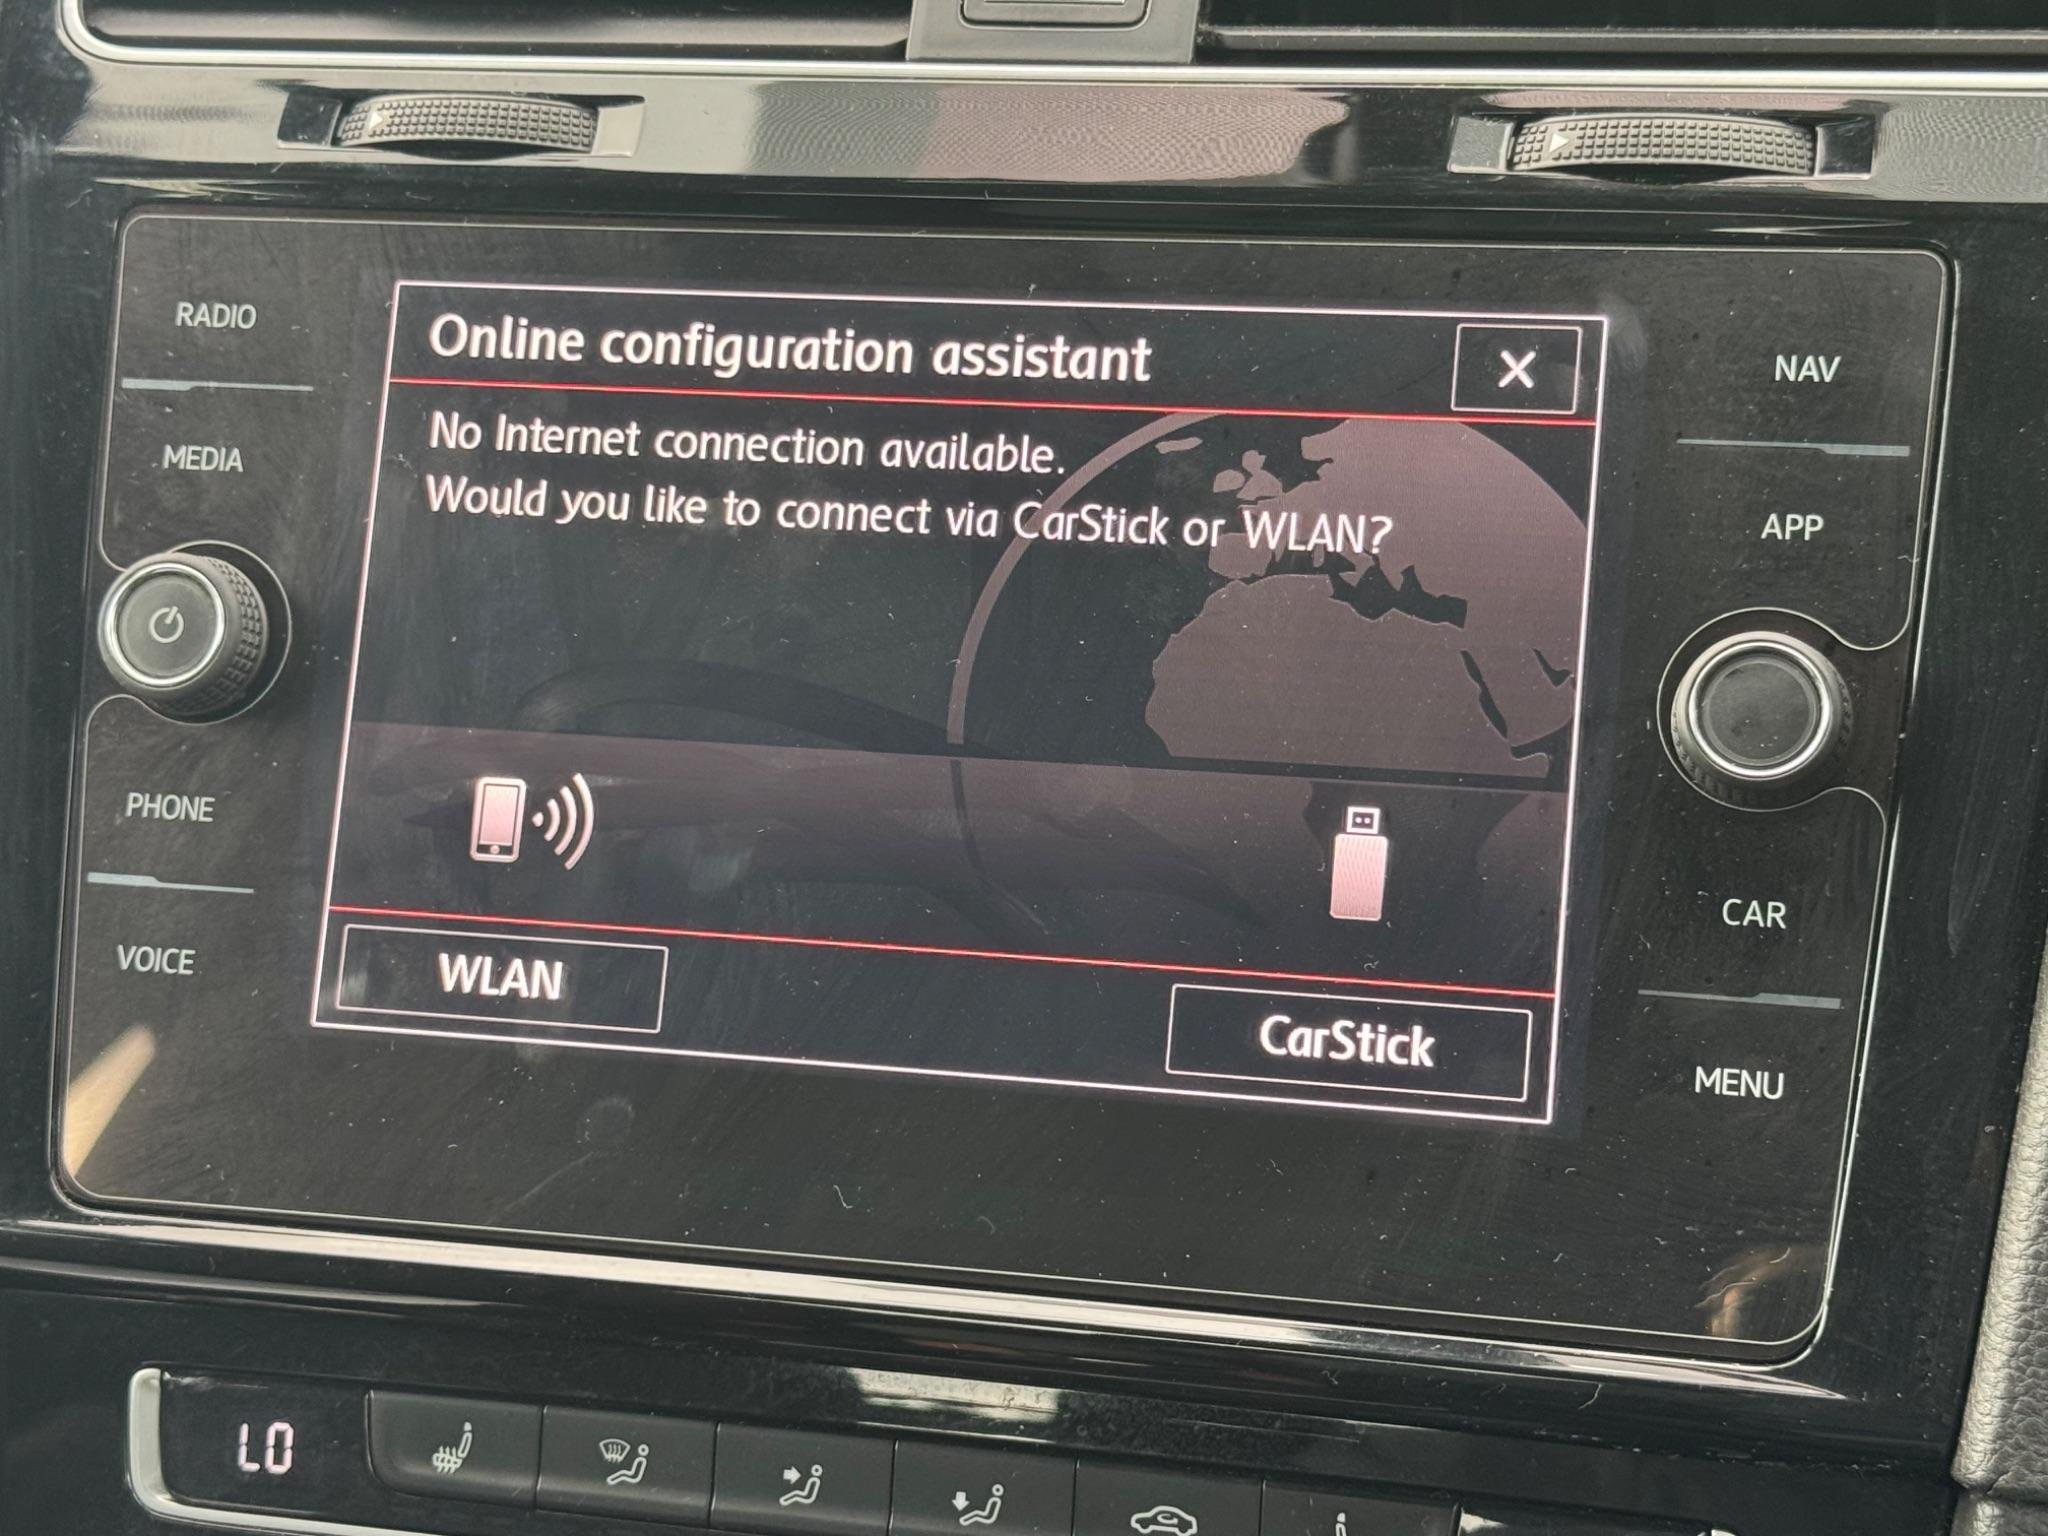 RADIO
MEDIA
PHONE
VOICE
Online configuration assistant
X
No Internet connection available.
Would you like to connect via CarStick or WLAN?
WLAN
CarStick
NAV
APP
CAR
MENU
LO